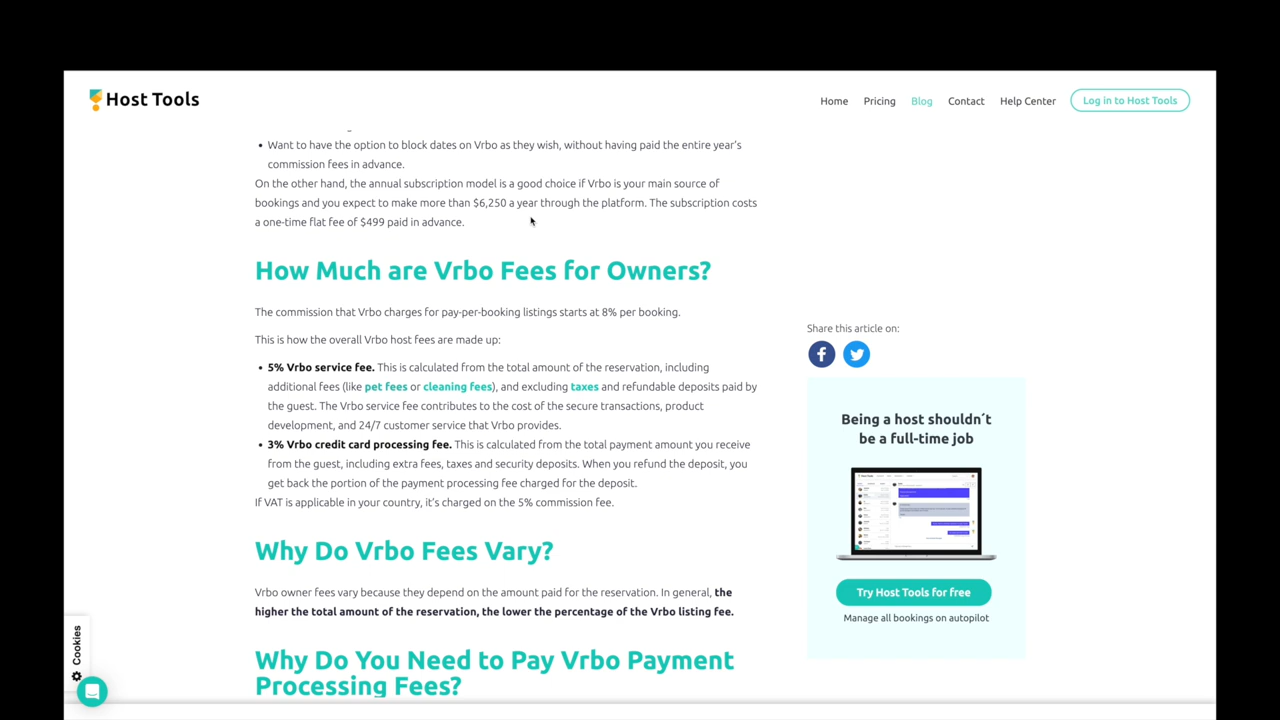 Host Tools
Home
Pricing
Blog
Contact
Help Center
Log in to Host Tools
• Want to have the option to block dates on Vrbo as they wish, without having paid the entire year’s
commission fees in advance.
On the other hand, the annual subscription model is a good choice if Vrbo is your main source of
bookings and you expect to make more than $6,250 a year through the platform. The subscription costs
a one-time flat fee of $499 paid in advance.
How Much are Vrbo Fees for Owners?
The commission that Vrbo charges for pay-per-booking listings starts at 8% per booking.
This is how the overall Vrbo host fees are made up:
• 5% Vrbo service fee. This is calculated from the total amount of the reservation, including
additional fees (like pet fees or cleaning fees), and excluding taxes and refundable deposits paid by
the guest. The Vrbo service fee contributes to the cost of the secure transactions, product
development, and 24/7 customer service that Vrbo provides.
• 3% Vrbo credit card processing fee. This is calculated from the total payment amount you receive
from the guest, including extra fees, taxes and security deposits. When you refund the deposit, you
get back the portion of the payment processing fee charged for the deposit.
If VAT is applicable in your country, it’s charged on the 5% commission fee.
Why Do Vrbo Fees Vary?
Vrbo owner fees vary because they depend on the amount paid for the reservation. In general, the
higher the total amount of the reservation, the lower the percentage of the Vrbo listing fee.
Why Do You Need to Pay Vrbo Payment
Processing Fees?
Share this article on:
Being a host shouldn´t
be a full-time job
Try Host Tools for free
Manage all bookings on autopilot
Cookies